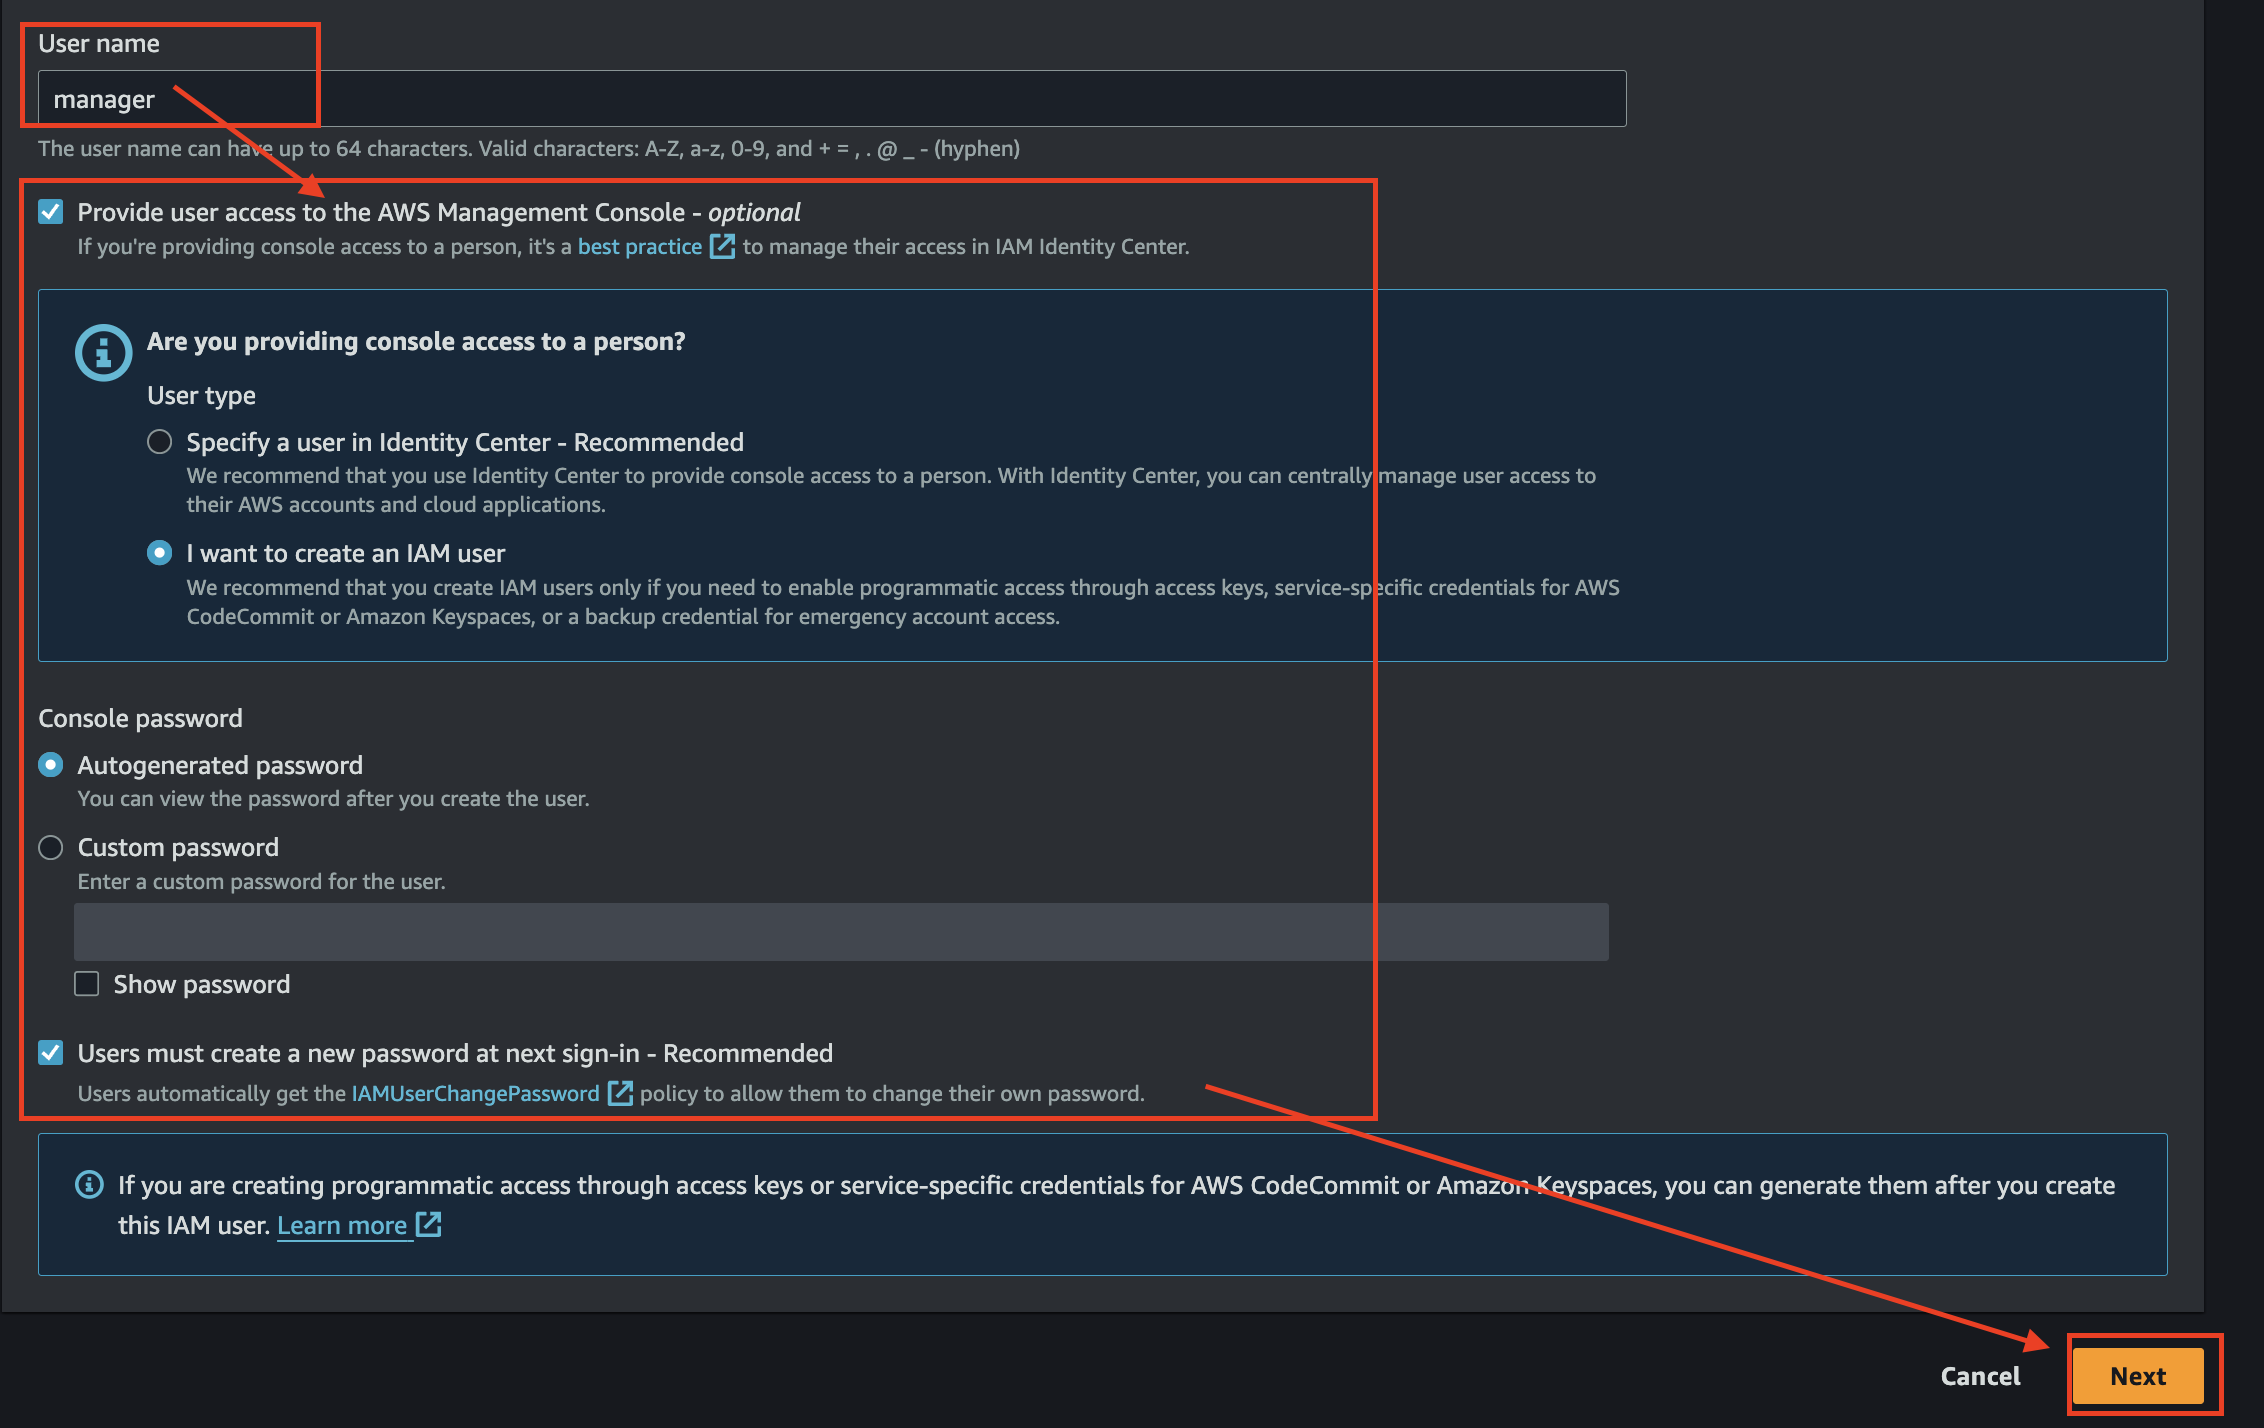 User name
manager
The user name can have up to 64 characters. Valid characters: A-Z, a-z, 0-9, and + = , . @ _ - (hyphen)
Provide user access to the AWS Management Console - optional
If you're providing console access to a person, it's a best practice to manage their access in IAM Identity Center.
Are you providing console access to a person?
User type
Specify a user in Identity Center - Recommended
We recommend that you use Identity Center to provide console access to a person. With Identity Center, you can centrally manage user access to
their AWS accounts and cloud applications.
I want to create an IAM user
We recommend that you create IAM users only if you need to enable programmatic access through access keys, service-specific credentials for AWS
CodeCommit or Amazon Keyspaces, or a backup credential for emergency account access.
Console password
Autogenerated password
You can view the password after you create the user.
Custom password
Enter a custom password for the user.
Show password
Users must create a new password at next sign-in - Recommended
Users automatically get the IAMUserChangePassword policy to allow them to change their own password.
If you are creating programmatic access through access keys or service-specific credentials for AWS CodeCommit or Amazon Keyspaces, you can generate them after you create
this IAM user. Learn more
Cancel
Next